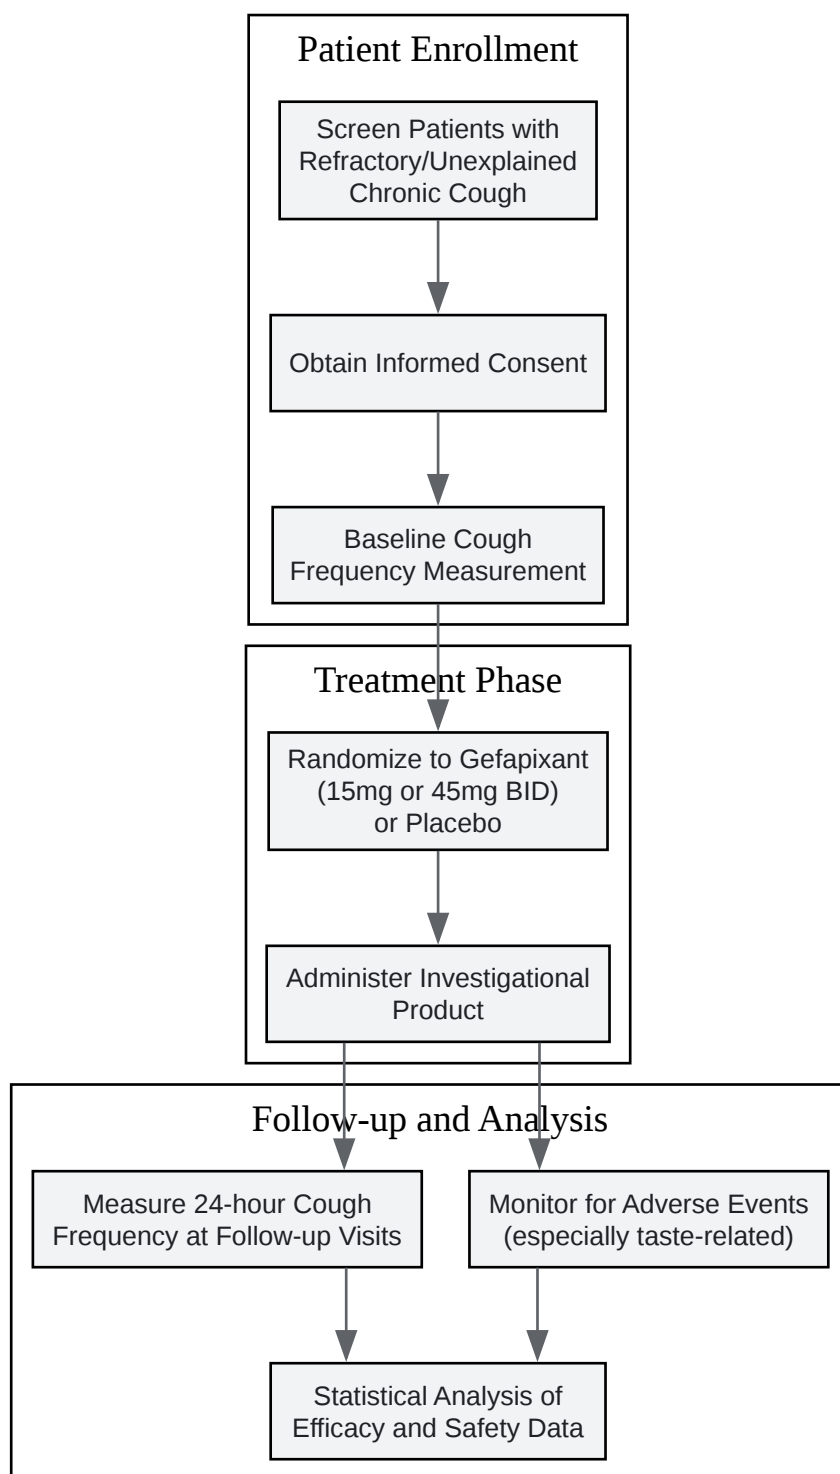 Patient Enrollment
Screen Patients with
Refractory/Unexplained
Chronic Cough
Obtain Informed Consent
Baseline Cough
Frequency Measurement
Treatment Phase
Randomize to Gefapixant
(15mg or 45mg BID)
or Placebo
Administer Investigational
Product
Follow-up and Analysis
Measure 24-hour Cough
Frequency at Follow-up Visits
Monitor for Adverse Events
(especially taste-related)
Statistical Analysis of
Efficacy and Safety Data